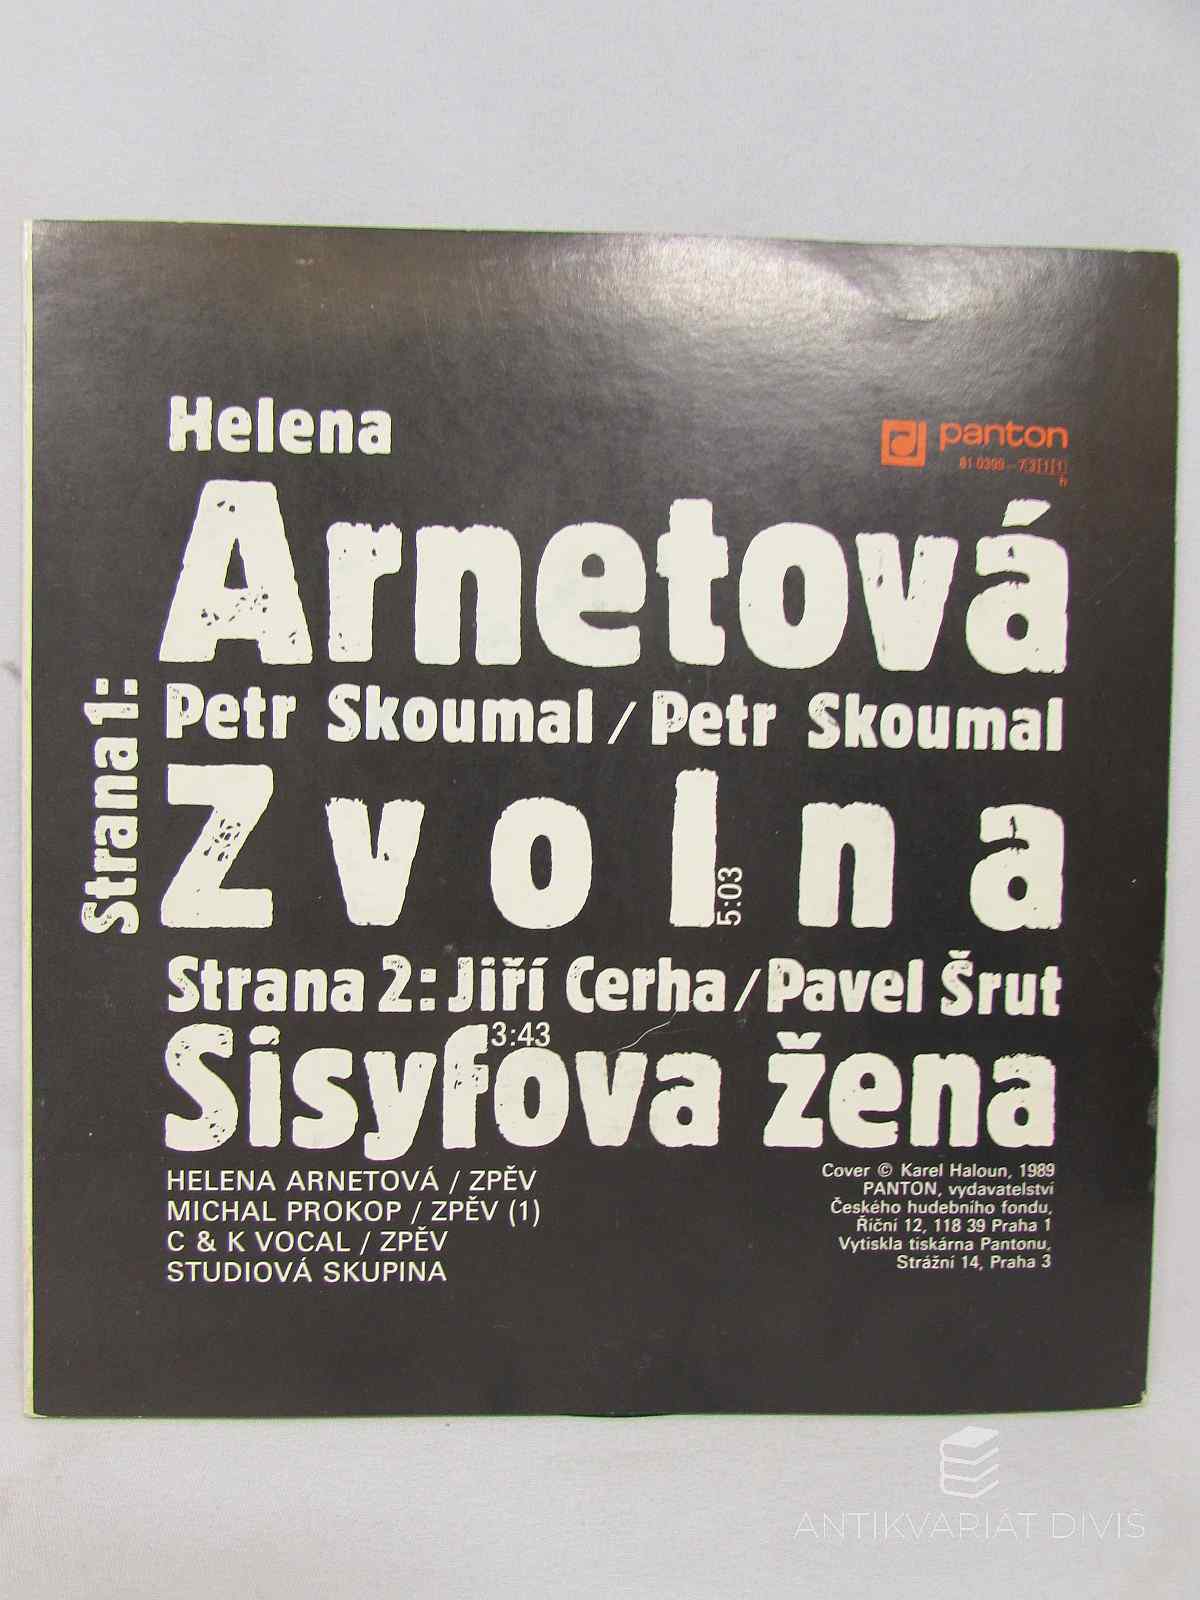 Helena
panton
81 0399-7311
h
Arnetová
Strana 1:
Petr Skoumal / Petr Skoumal
Zvolna
5:03
Strana 2: Jiří Cerha / Pavel Šrut
3:43
Sisyfova žena
HELENA ARNETOVÁ / ZPĚV
MICHAL PROKOP / ZPĚV (1)
C & K VOCAL / ZPĚV
STUDIOVÁ SKUPINA
Cover © Karel Haloun, 1989
PANTON, vydavatelství
Českého hudebního fondu,
Říční 12, 118 39 Praha 1
Vytiskla tiskárna Pantonu,
Strážní 14, Praha 3
ANTIKVARIÁT DIVIŠ